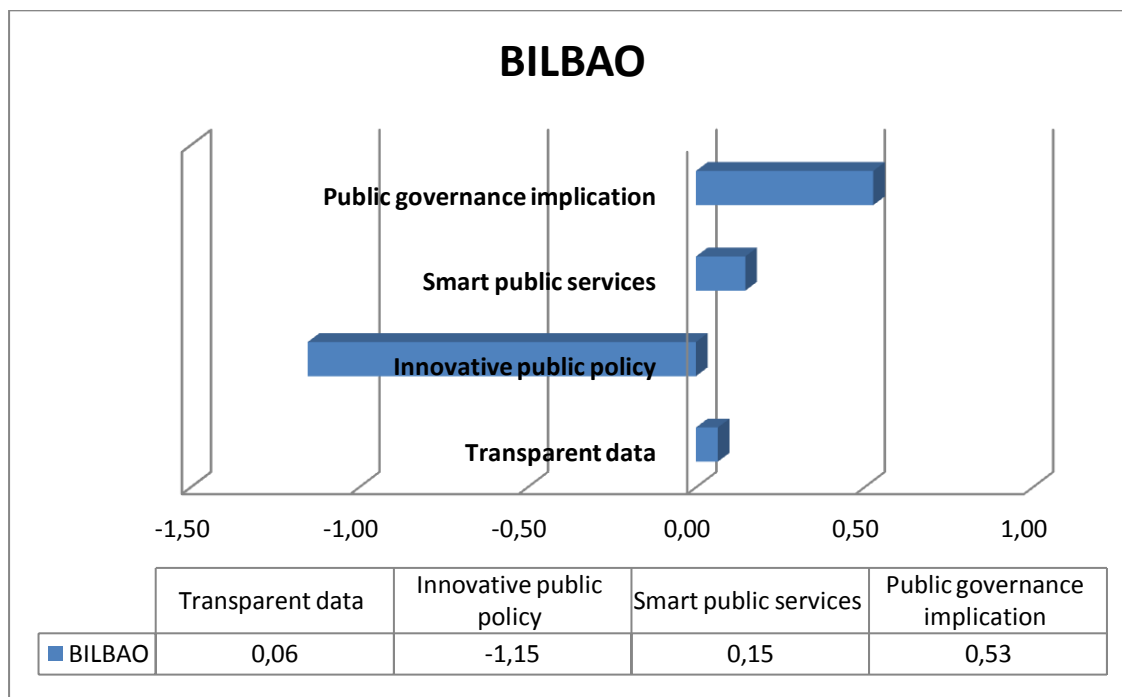 BILBAO
Public governance implication
Smart public services
Innovative public policy
Transparent data
-1,50 -1,00 -0,50 0,00 0,50 1,00
Transparent data Innovative public policy Smart public services Public governance implication
BILBAO 0,06 -1,15 0,15 0,53